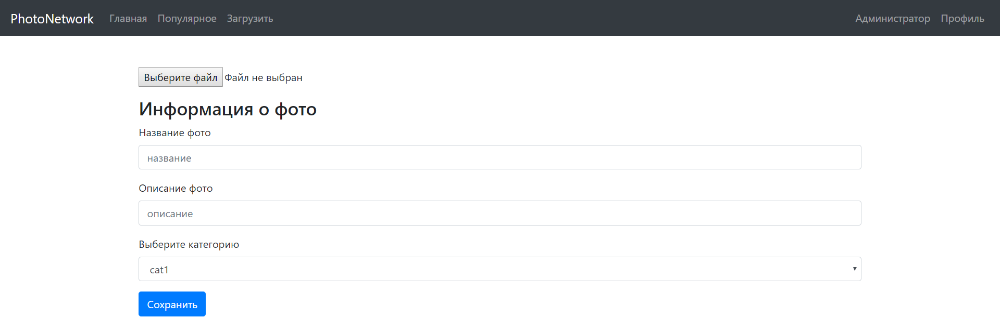 PhotoNetwork Главная Популярное Загрузить Администратор Профиль
Выберите файл Файл не выбран
Информация о фото
Название фото
название
Описание фото
описание
Выберите категорию
cat1
Сохранить